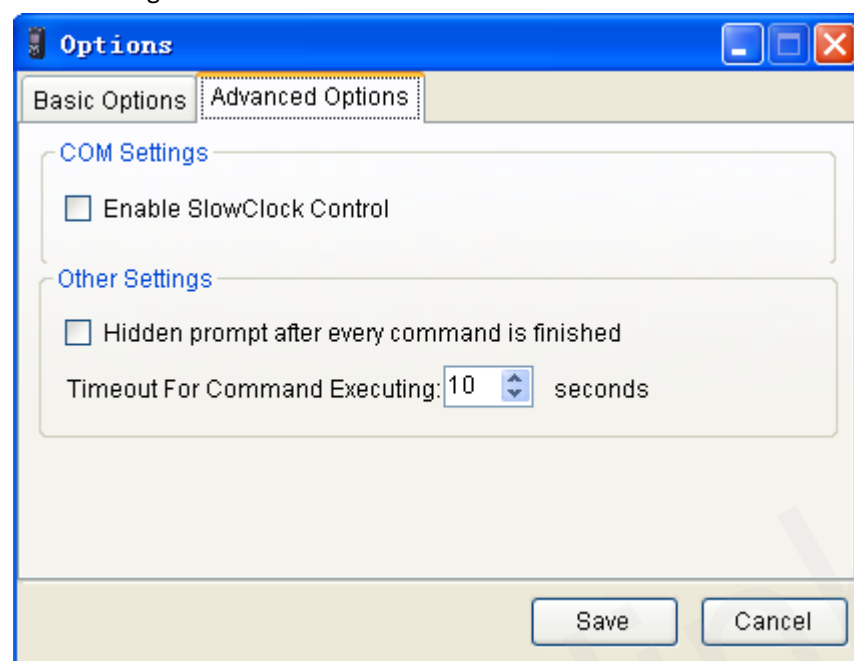 Options
Basic Options Advanced Options
COM Settings
Enable SlowClock Control
Other Settings
Hidden prompt after every command is finished
Timeout For Command Executing: 10 seconds
Save Cancel